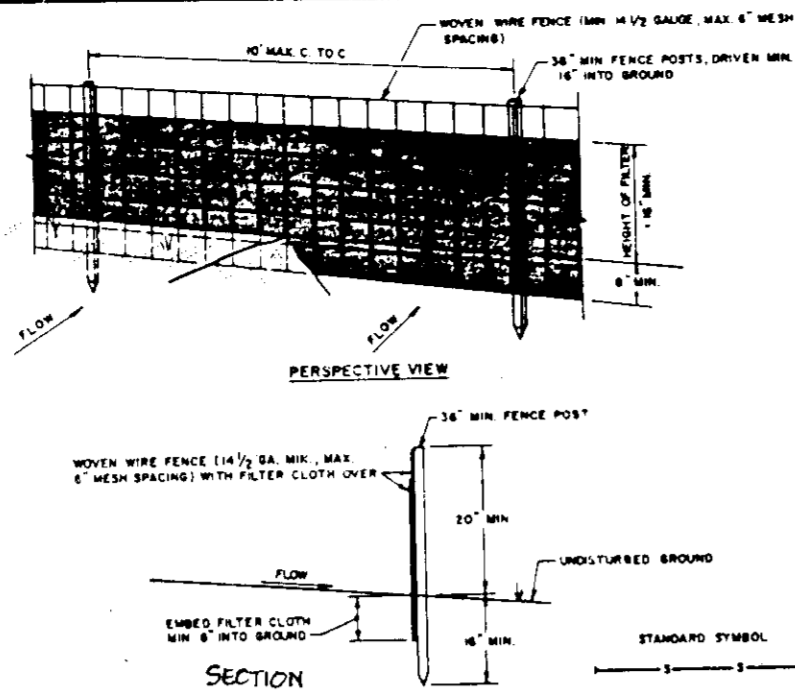 WOVEN WIRE FENCE (MIN 14 1/2 GAUGE, MAX. 6" MESH
SPACING)
10' MAX. C. TO C
36" MIN FENCE POSTS, DRIVEN MIN.
16" INTO GROUND
HEIGHT OF FILTER
16" MIN.
8" MIN.
FLOW
FLOW
PERSPECTIVE VIEW
36" MIN. FENCE POST
WOVEN WIRE FENCE (14 1/2 GA. MIN., MAX.
6" MESH SPACING) WITH FILTER CLOTH OVER
20" MIN
FLOW
UNDISTURBED GROUND
EMBED FILTER CLOTH
MIN 6" INTO GROUND
16" MIN.
STANDARD SYMBOL
SECTION
S
S